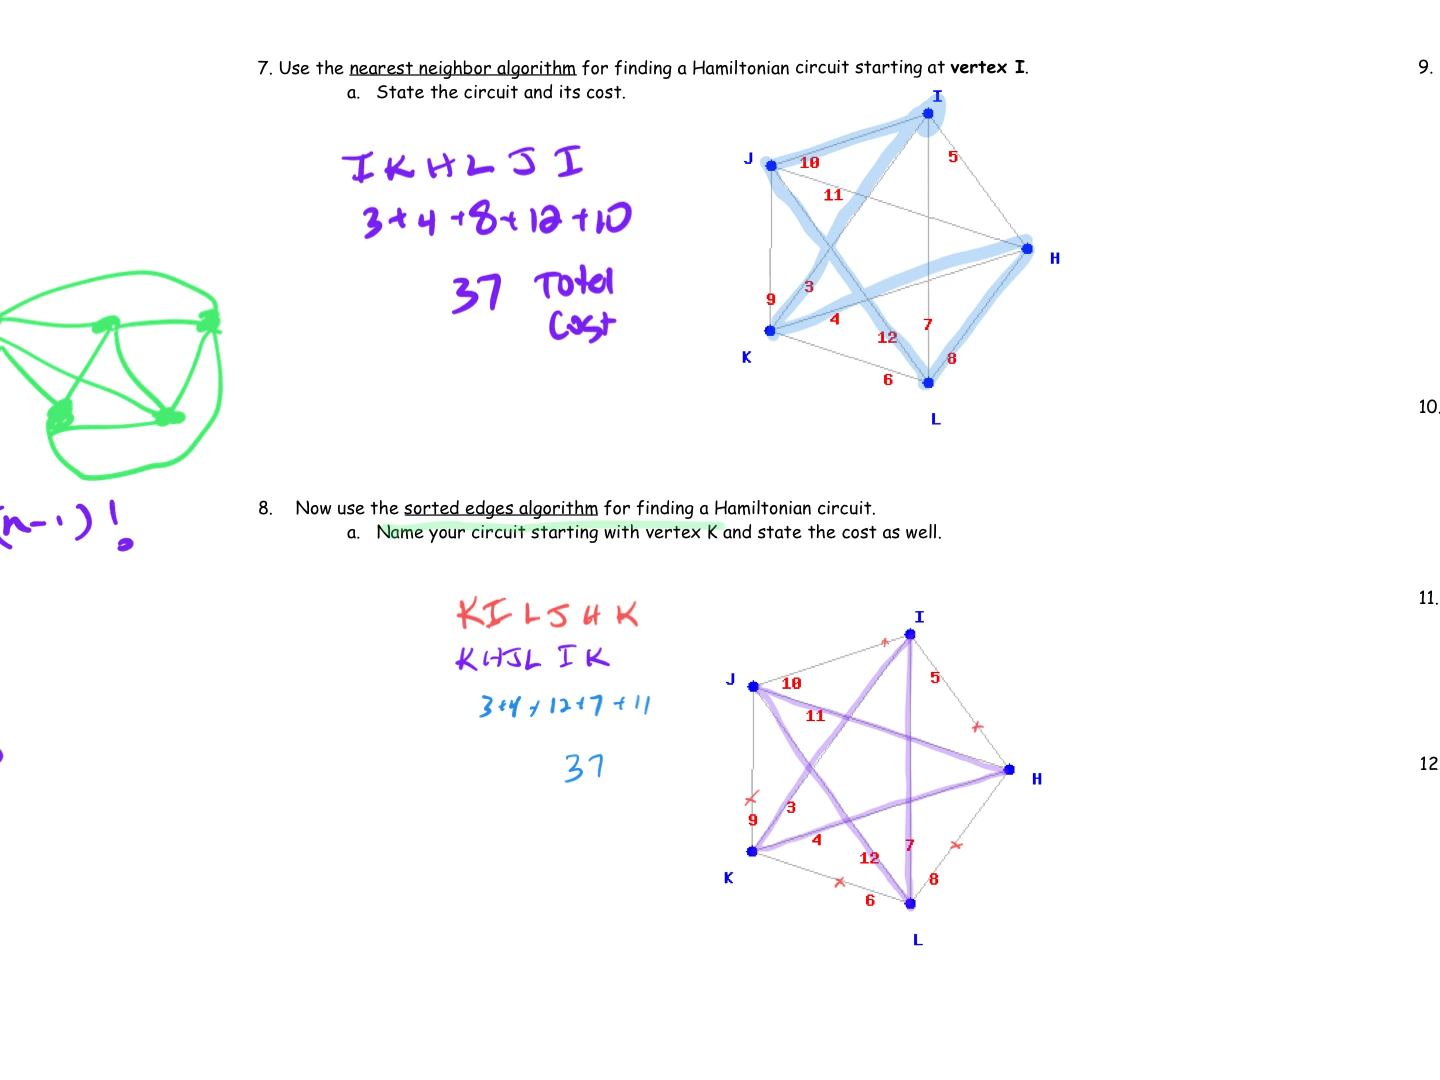 7. Use the nearest neighbor algorithm for finding a Hamiltonian circuit starting at vertex I.
a. State the circuit and its cost.
I K H L J I
3 + 4 + 8 + 12 + 10
37 Total
Cost
I
J
10
5
11
H
3
9
4
7
12
8
K
6
L
(n-1)!
8. Now use the sorted edges algorithm for finding a Hamiltonian circuit.
a. Name your circuit starting with vertex K and state the cost as well.
K I L J H K
K H J L I K
3+4+12+7+11
37
I
J
10
5
11
H
3
9
4
7
12
8
K
6
L
9.
10.
11.
12